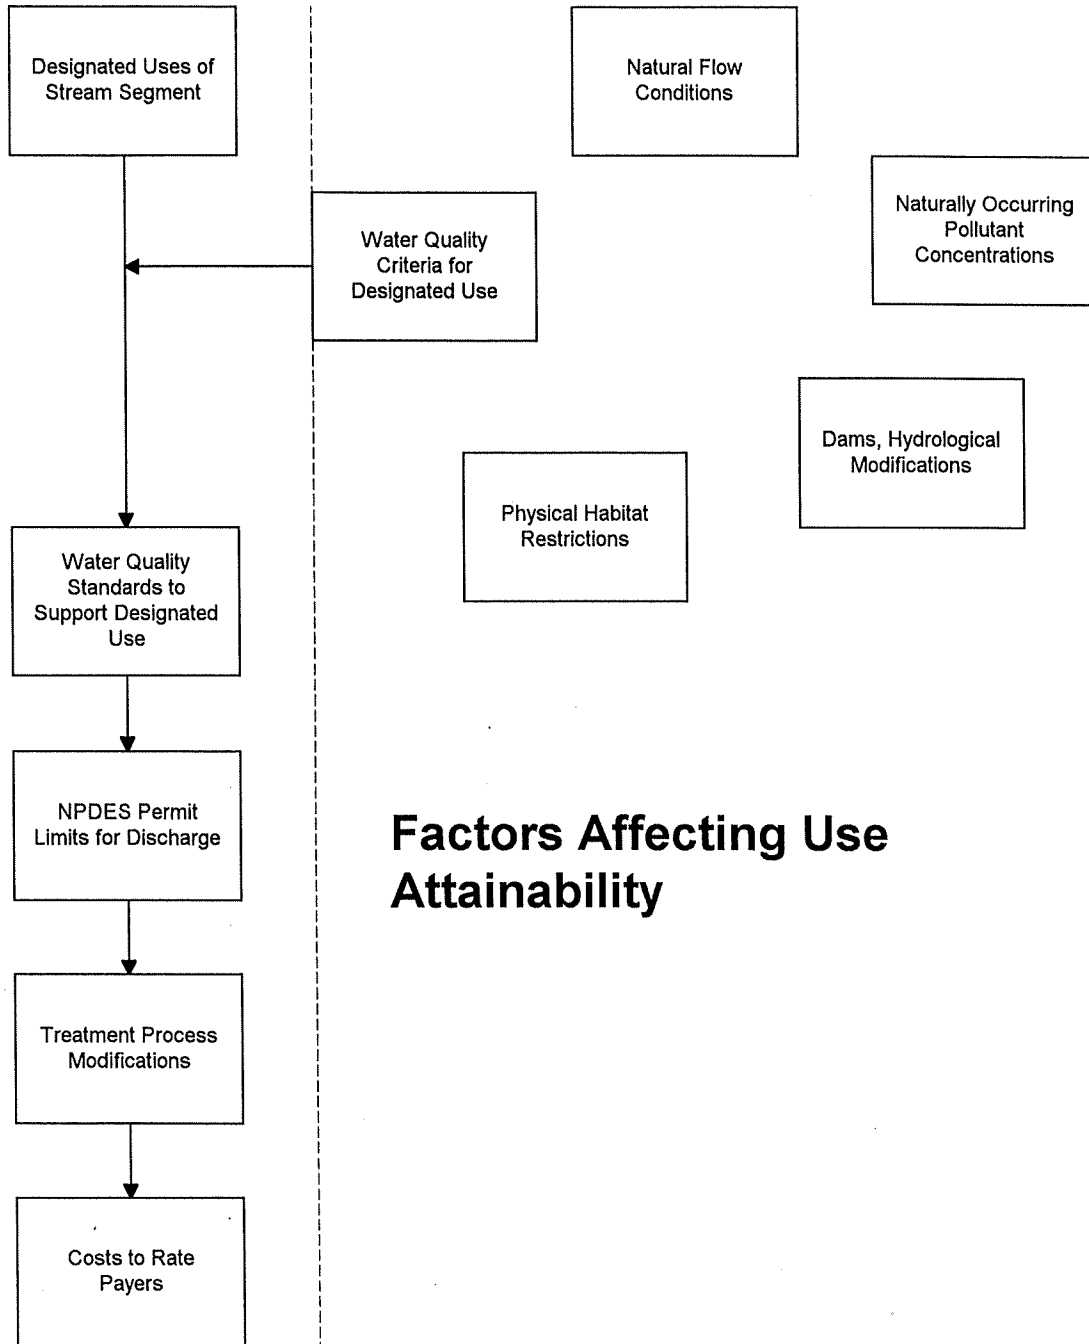 Designated Uses of
Stream Segment
Natural Flow
Conditions
Naturally Occurring
Pollutant
Concentrations
Water Quality
Criteria for
Designated Use
Dams, Hydrological
Modifications
Physical Habitat
Restrictions
Water Quality
Standards to
Support Designated
Use
NPDES Permit
Limits for Discharge
Factors Affecting Use
Attainability
Treatment Process
Modifications
Costs to Rate
Payers